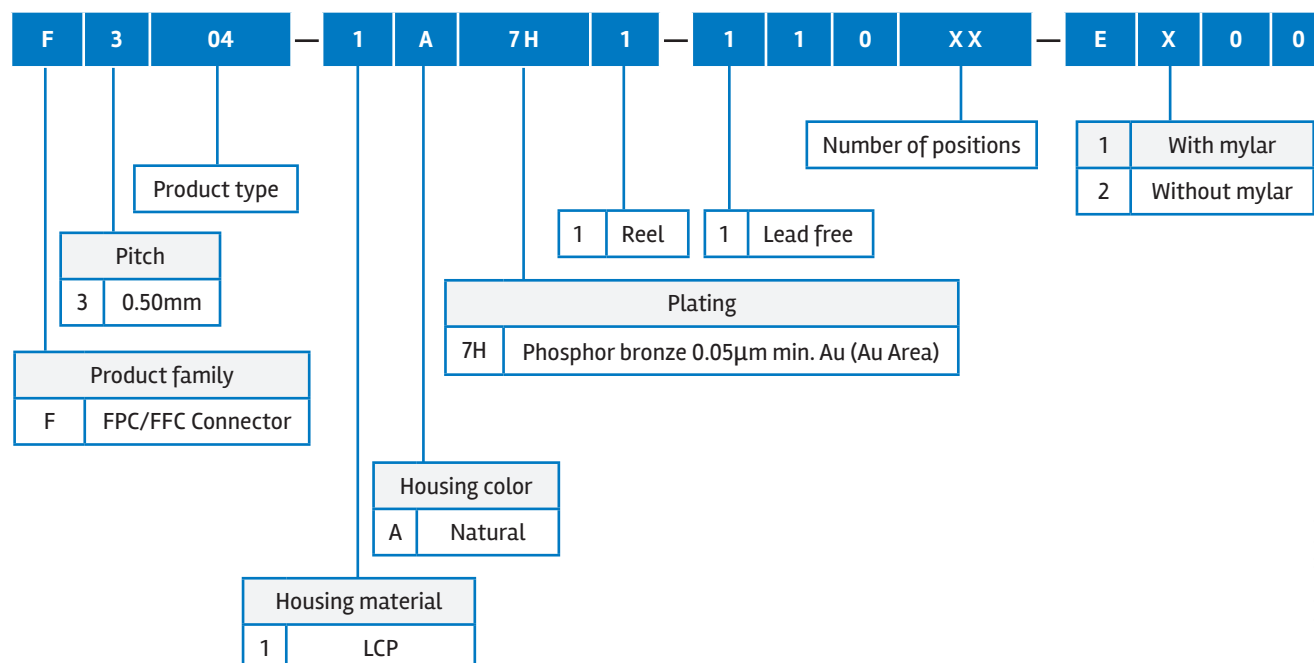 F 3 04 — 1 A 7H 1 — 1 1 0 XX — E X 0 0
Number of positions
1 With mylar
2 Without mylar
Product type
1 Reel
1 Lead free
Pitch
3 0.50mm
Plating
7H Phosphor bronze 0.05µm min. Au (Au Area)
Product family
F FPC/FFC Connector
Housing color
A Natural
Housing material
1 LCP